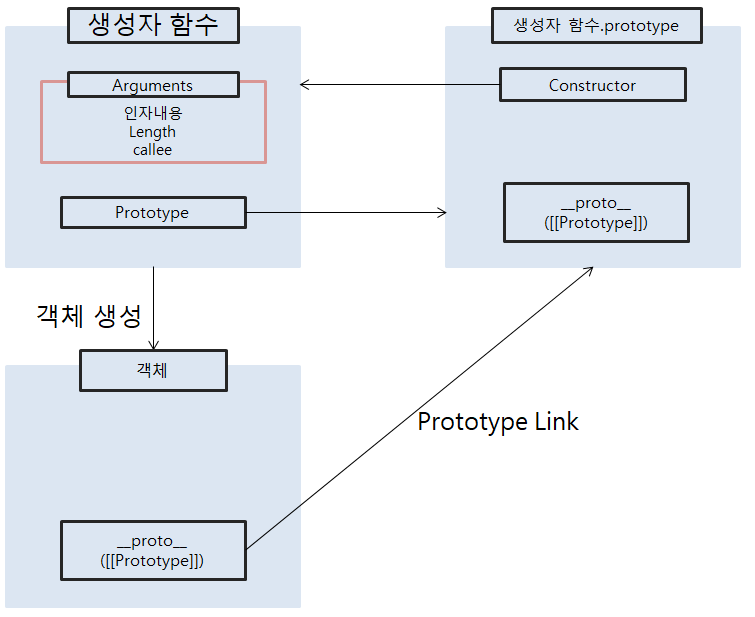 생성자 함수
Arguments
인자내용
Length
callee
Prototype
생성자 함수.prototype
Constructor
__proto__
([[Prototype]])
객체 생성
객체
__proto__
([[Prototype]])
Prototype Link